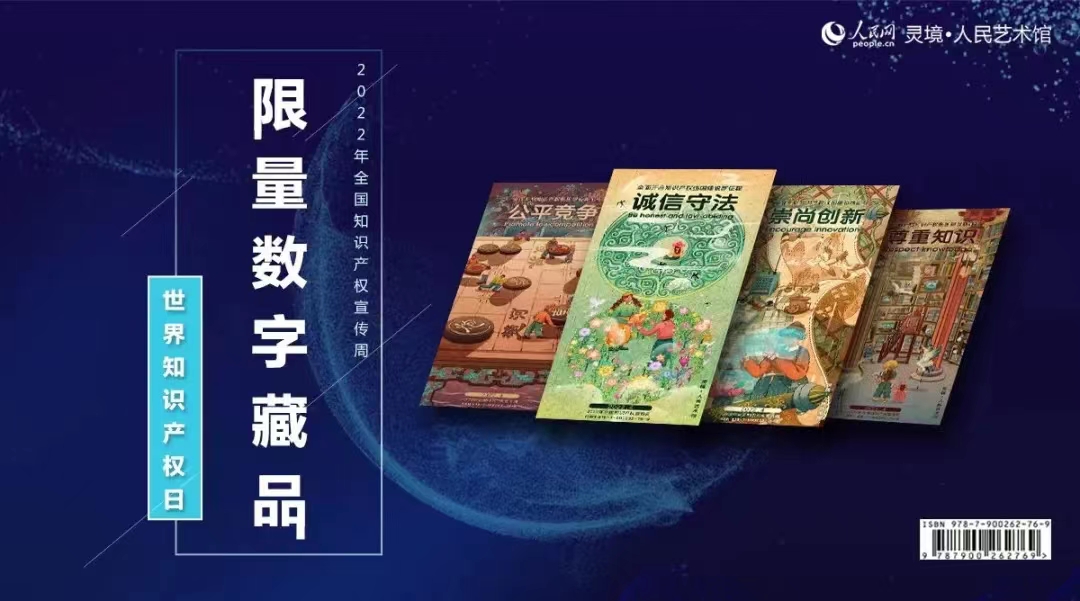 人民网
people.cn
灵境•人民艺术馆
2022年全国知识产权宣传周
限量数字藏品
世界知识产权日
公平竞争
诚信守法
Be honest and law-abiding
崇尚创新
Encourage innovation
尊重知识
Respect knowledge
ISBN 978-7-900262-76-9
9 787900 262769 >